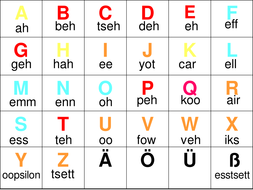 A B C D E F
ah beh tseh deh eh eff
G H I J K L
geh hah ee yot car ell
M N O P Q R
emm enn oh peh koo air
S T U V W X
ess teh oo fow veh iks
Y Z Ä Ö Ü ß
oopsilon tsett esstsett